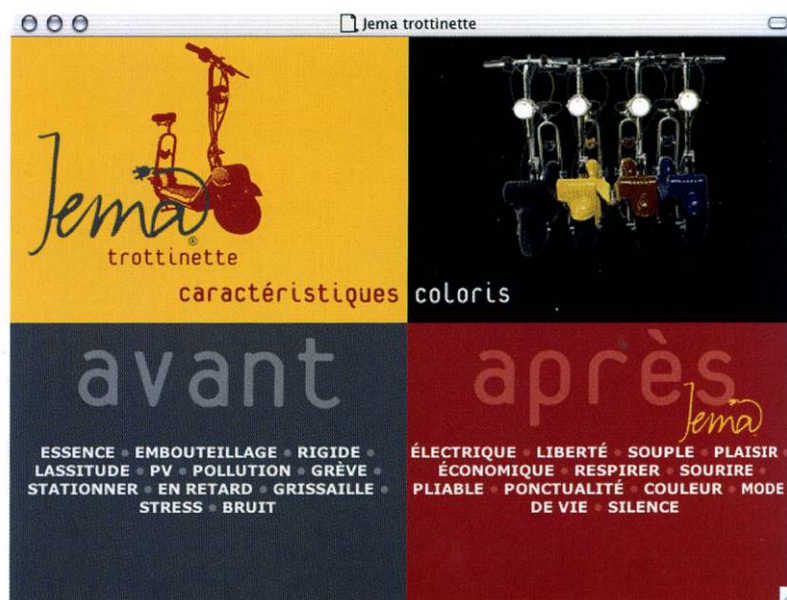 Jema trottinette
Jema®
trottinette
caractéristiques
coloris
avant
ESSENCE • EMBOUTEILLAGE • RIGIDE •
LASSITUDE • PV • POLLUTION • GRÈVE •
STATIONNER • EN RETARD • GRISSAILLE •
STRESS • BRUIT
après
Jema
ÉLECTRIQUE • LIBERTÉ • SOUPLE • PLAISIR •
ÉCONOMIQUE • RESPIRER • SOURIRE •
PLIABLE • PONCTUALITÉ • COULEUR • MODE
DE VIE • SILENCE